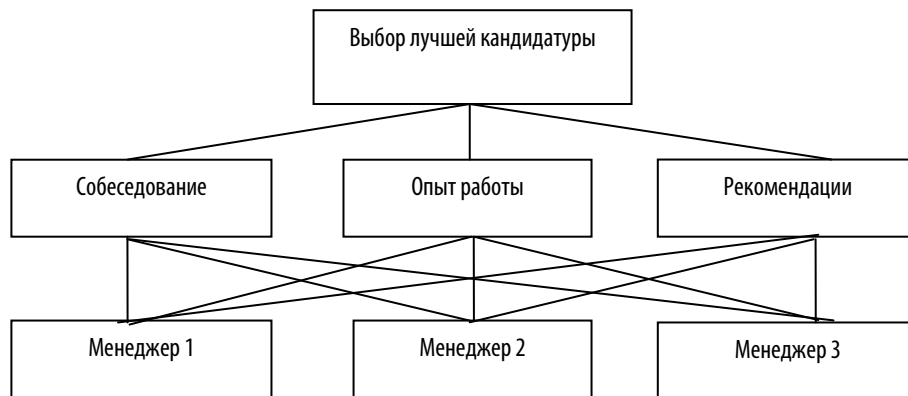 Выбор лучшей кандидатуры
Собеседование
Опыт работы
Рекомендации
Менеджер 1
Менеджер 2
Менеджер 3